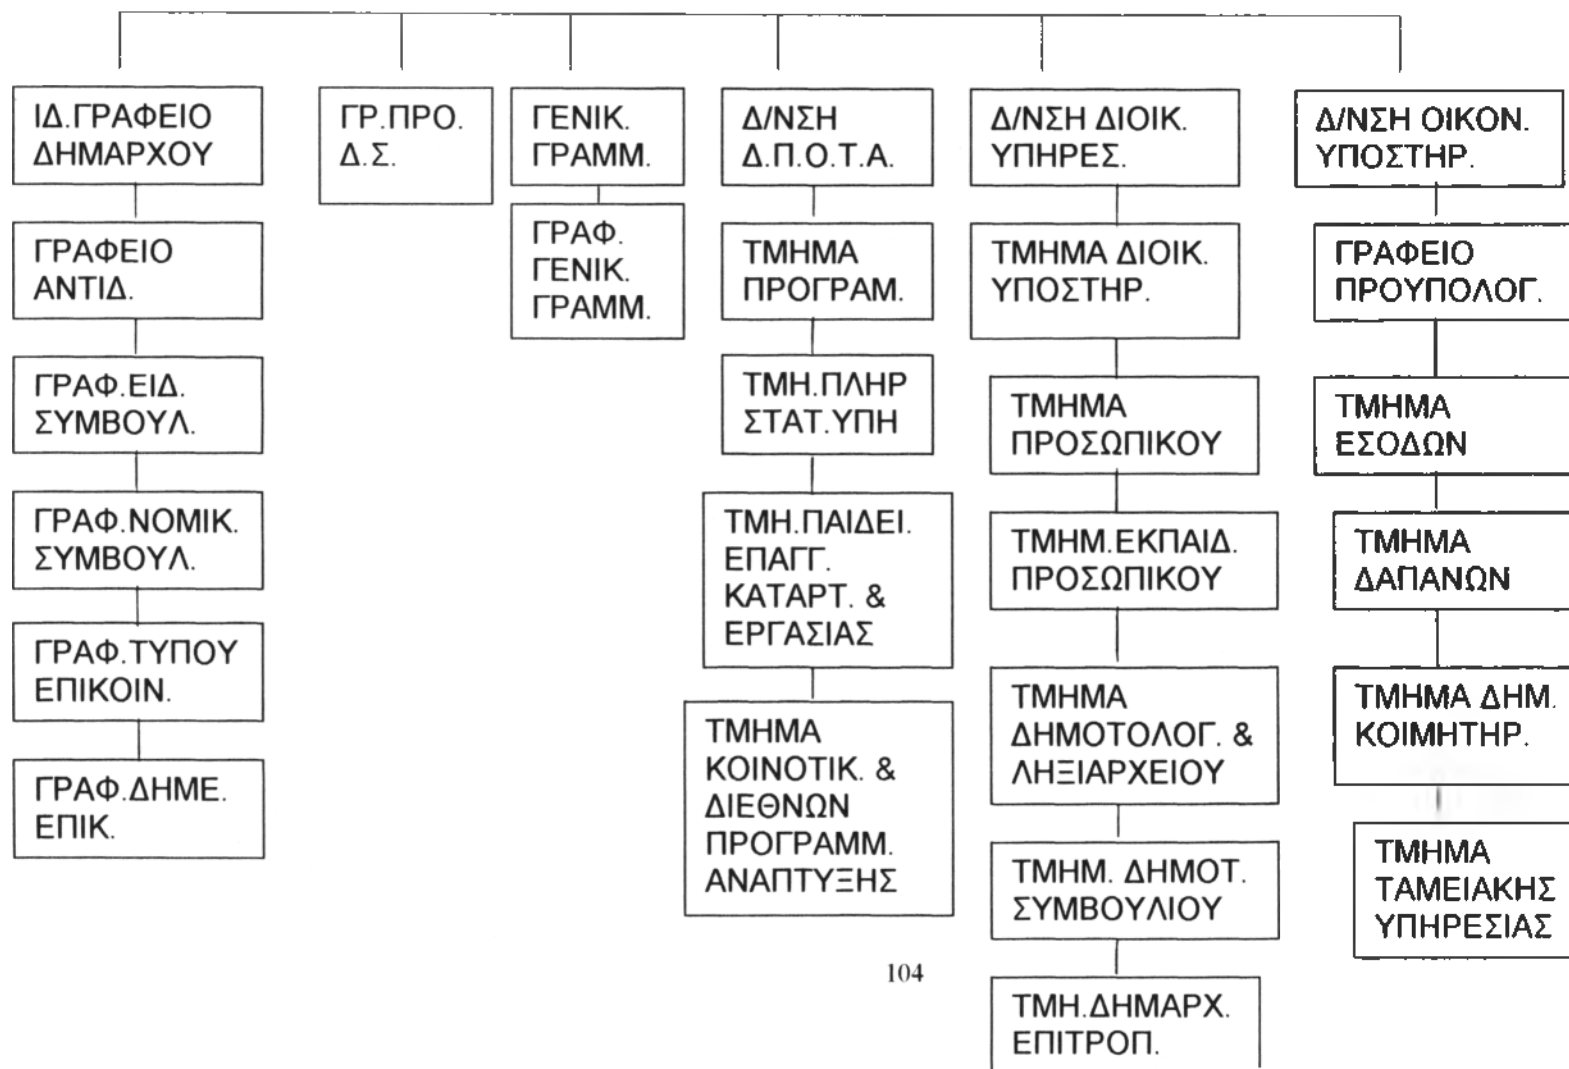 ΙΔ.ΓΡΑΦΕΙΟ
ΔΗΜΑΡΧΟΥ
ΓΡΑΦΕΙΟ
ΑΝΤΙΔ.
ΓΡΑΦ.ΕΙΔ.
ΣΥΜΒΟΥΛ.
ΓΡΑΦ.ΝΟΜΙΚ.
ΣΥΜΒΟΥΛ.
ΓΡΑΦ.ΤΥΠΟΥ
ΕΠΙΚΟΙΝ.
ΓΡΑΦ.ΔΗΜΕ.
ΕΠΙΚ.
ΓΡ.ΠΡΟ.
Δ.Σ.
ΓΕΝΙΚ.
ΓΡΑΜΜ.
ΓΡΑΦ.
ΓΕΝΙΚ.
ΓΡΑΜΜ.
Δ/ΝΣΗ
Δ.Π.Ο.Τ.Α.
ΤΜΗΜΑ
ΠΡΟΓΡΑΜ.
ΤΜΗ.ΠΛΗΡ
ΣΤΑΤ.ΥΠΗ
ΤΜΗ.ΠΑΙΔΕΙ.
ΕΠΑΓΓ.
ΚΑΤΑΡΤ. &
ΕΡΓΑΣΙΑΣ
ΤΜΗΜΑ
ΚΟΙΝΟΤΙΚ. &
ΔΙΕΘΝΩΝ
ΠΡΟΓΡΑΜΜ.
ΑΝΑΠΤΥΞΗΣ
Δ/ΝΣΗ ΔΙΟΙΚ.
ΥΠΗΡΕΣ.
ΤΜΗΜΑ ΔΙΟΙΚ.
ΥΠΟΣΤΗΡ.
ΤΜΗΜΑ
ΠΡΟΣΩΠΙΚΟΥ
ΤΜΗΜ.ΕΚΠΑΙΔ.
ΠΡΟΣΩΠΙΚΟΥ
ΤΜΗΜΑ
ΔΗΜΟΤΟΛΟΓ. &
ΛΗΞΙΑΡΧΕΙΟΥ
ΤΜΗΜ. ΔΗΜΟΤ.
ΣΥΜΒΟΥΛΙΟΥ
ΤΜΗ.ΔΗΜΑΡΧ.
ΕΠΙΤΡΟΠ.
Δ/ΝΣΗ ΟΙΚΟΝ.
ΥΠΟΣΤΗΡ.
ΓΡΑΦΕΙΟ
ΠΡΟΥΠΟΛΟΓ.
ΤΜΗΜΑ
ΕΣΟΔΩΝ
ΤΜΗΜΑ
ΔΑΠΑΝΩΝ
ΤΜΗΜΑ ΔΗΜ.
ΚΟΙΜΗΤΗΡ.
ΤΜΗΜΑ
ΤΑΜΕΙΑΚΗΣ
ΥΠΗΡΕΣΙΑΣ
104